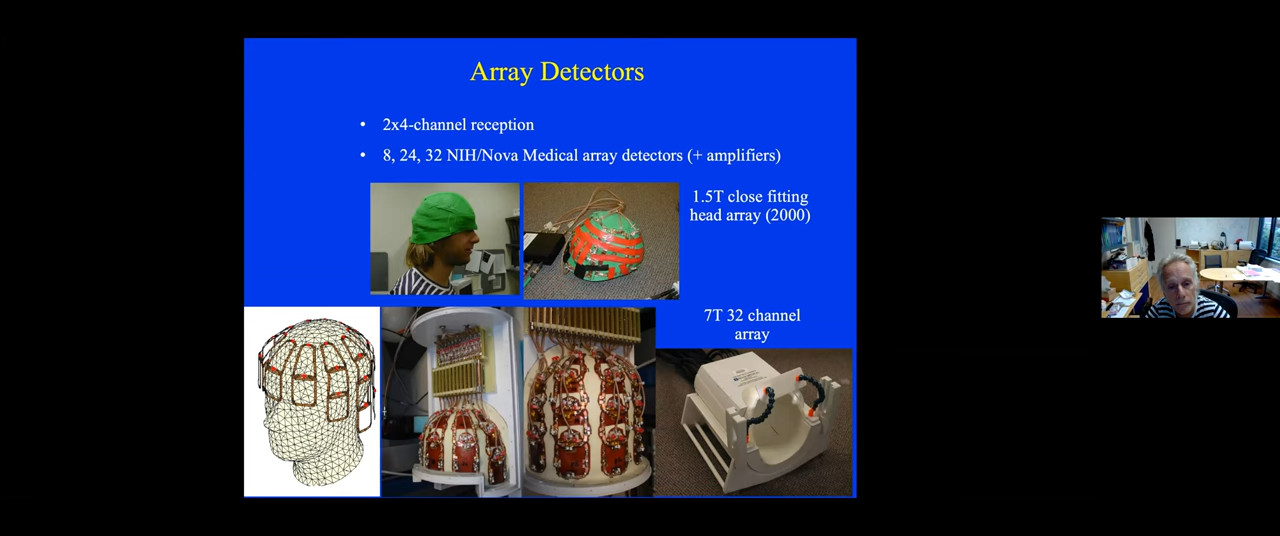 Array Detectors
• 2x4-channel reception
• 8, 24, 32 NIH/Nova Medical array detectors (+ amplifiers)
1.5T close fitting
head array (2000)
7T 32 channel
array